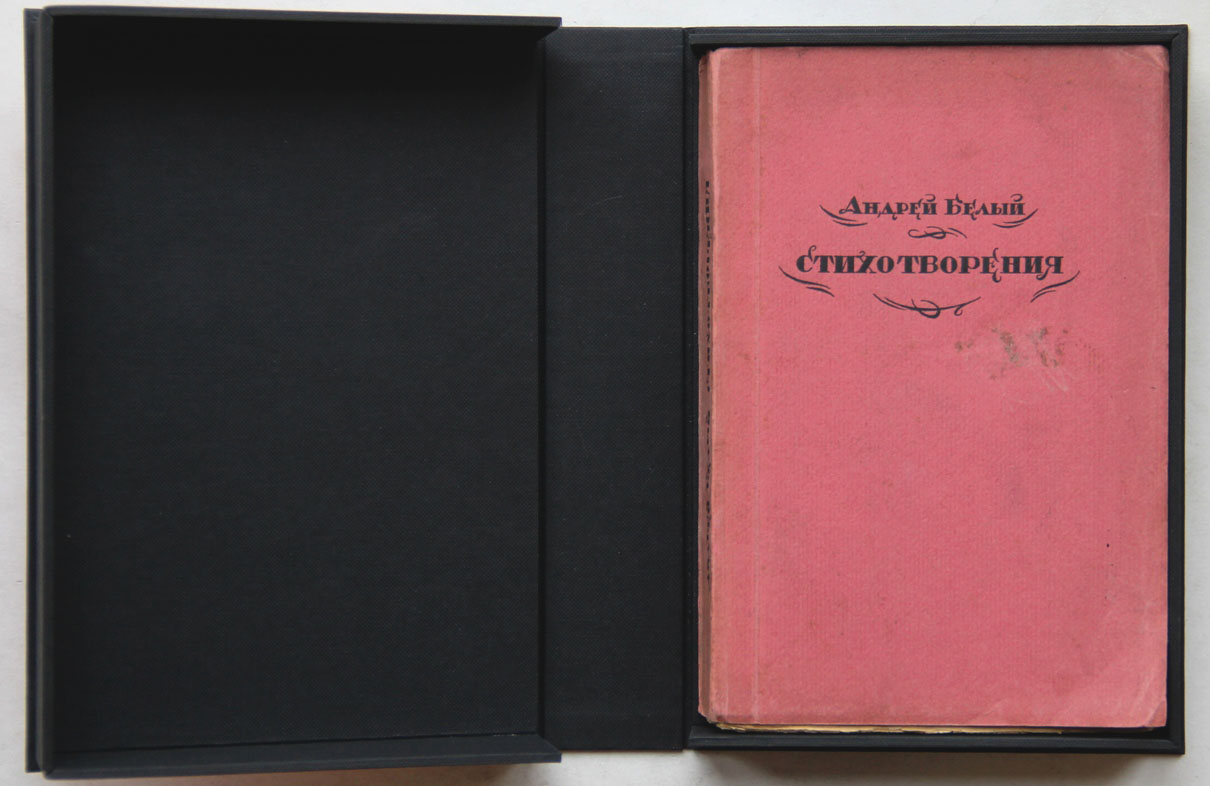 Андрей Белый
Стихотворения